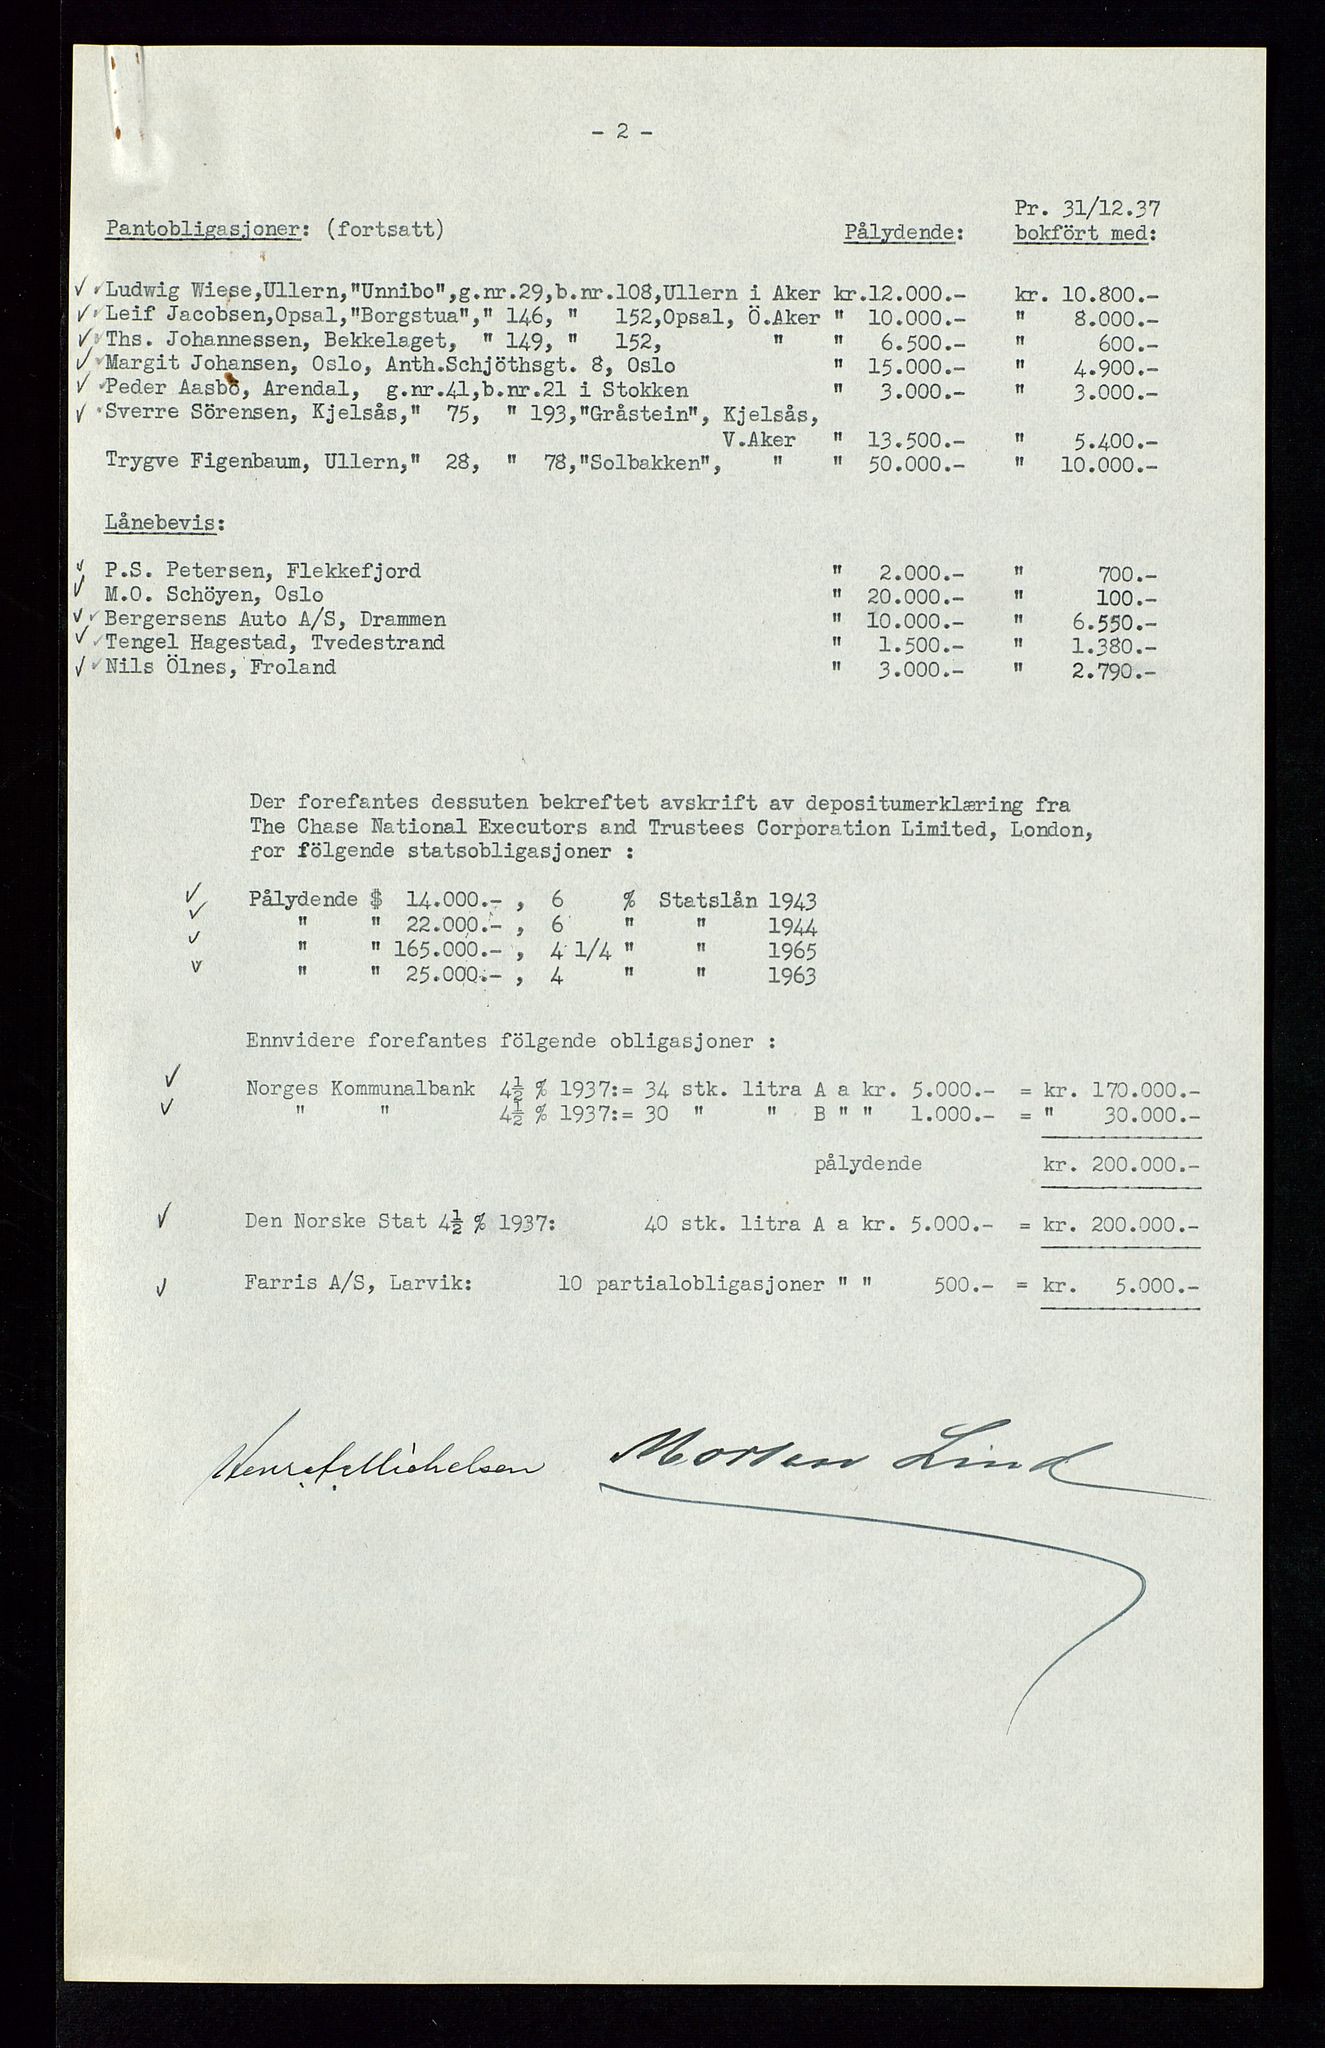 - 2 -
Pr. 31/12.37
Pantobligasjoner: (fortsatt) Pålydende: bokfört med:
Ludwig Wiese,Ullern,"Unnibo",g.nr.29,b.nr.108,Ullern i Aker kr.12.000.- kr. 10.800.-
Leif Jacobsen,Opsal,"Borgstua"," 146, " 152,Opsal, Ö.Aker " 10.000.- " 8.000.-
Ths. Johannessen, Bekkelaget, " 149, " 152, " " 6.500.- " 600.-
Margit Johansen, Oslo, Anth.Schjöthsgt. 8, Oslo " 15.000.- " 4.900.-
Peder Aasbö, Arendal, g.nr.41,b.nr.21 i Stokken " 3.000.- " 3.000.-
Sverre Sörensen, Kjelsås," 75, " 193,"Gråstein", Kjelsås,
V.Aker " 13.500.- " 5.400.-
Trygve Figenbaum, Ullern," 28, " 78,"Solbakken", " " 50.000.- " 10.000.-
Lånebevis:
P.S. Petersen, Flekkefjord " 2.000.- " 700.-
M.O. Schöyen, Oslo " 20.000.- " 100.-
Bergersens Auto A/S, Drammen " 10.000.- " 6.550.-
Tengel Hagestad, Tvedestrand " 1.500.- " 1.380.-
Nils Ölnes, Froland " 3.000.- " 2.790.-
Der forefantes dessuten bekreftet avskrift av depositumerklæring fra
The Chase National Executors and Trustees Corporation Limited, London,
for fölgende statsobligasjoner :
Pålydende $ 14.000.- , 6 % Statslån 1943
" " 22.000.- , 6 " " 1944
" " 165.000.- , 4 1/4 " " 1965
" " 25.000.- , 4 " " 1963
Ennvidere forefantes fölgende obligasjoner :
Norges Kommunalbank 4½ % 1937:= 34 stk. litra A a kr. 5.000.- = kr. 170.000.-
" " 4½ % 1937:= 30 " " B " " 1.000.- = " 30.000.-
pålydende kr. 200.000.-
Den Norske Stat 4½ % 1937: 40 stk. litra A a kr. 5.000.- = kr. 200.000.-
Farris A/S, Larvik: 10 partialobligasjoner " " 500.- = kr. 5.000.-
Michelsen Morten Lind